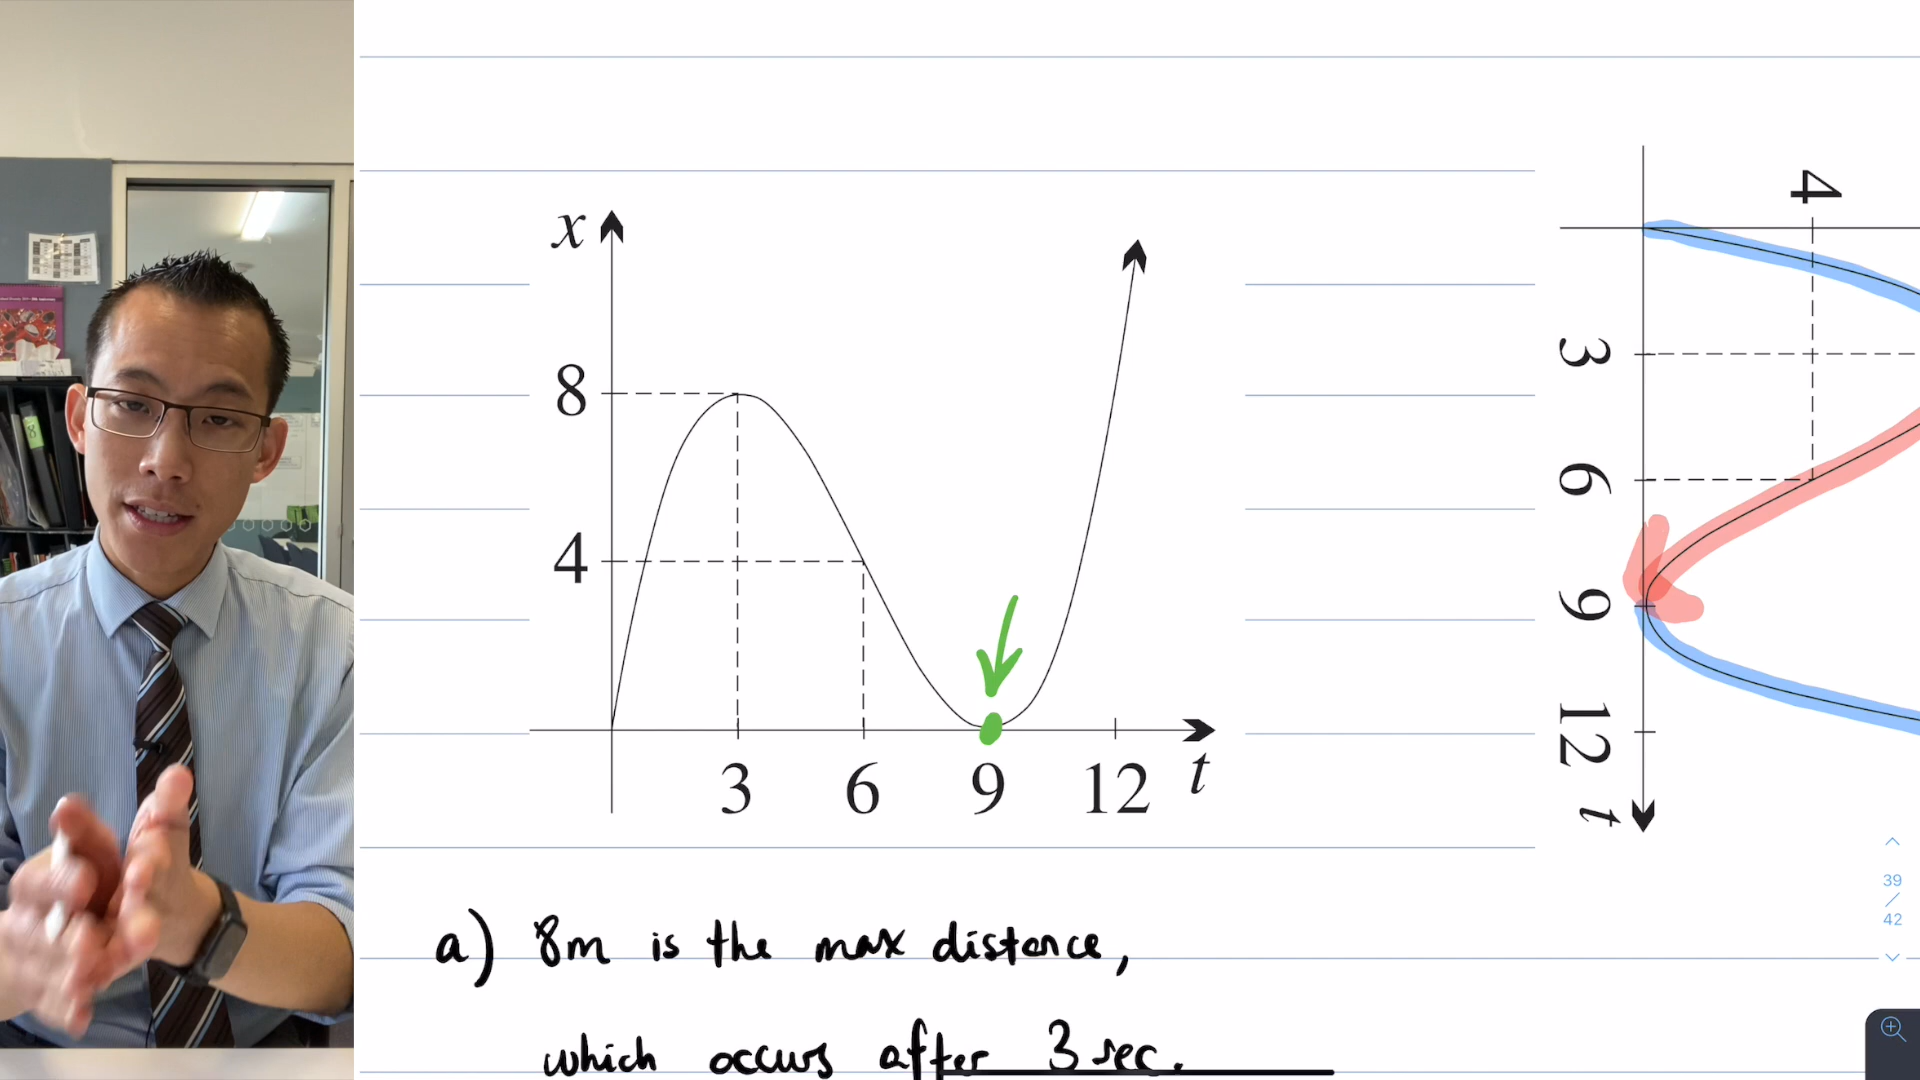 x
8
4
3 6 9 12 t
4
3
6
9
12
t
a) 8m is the max distance,
which occurs after 3 sec.
39
/
42